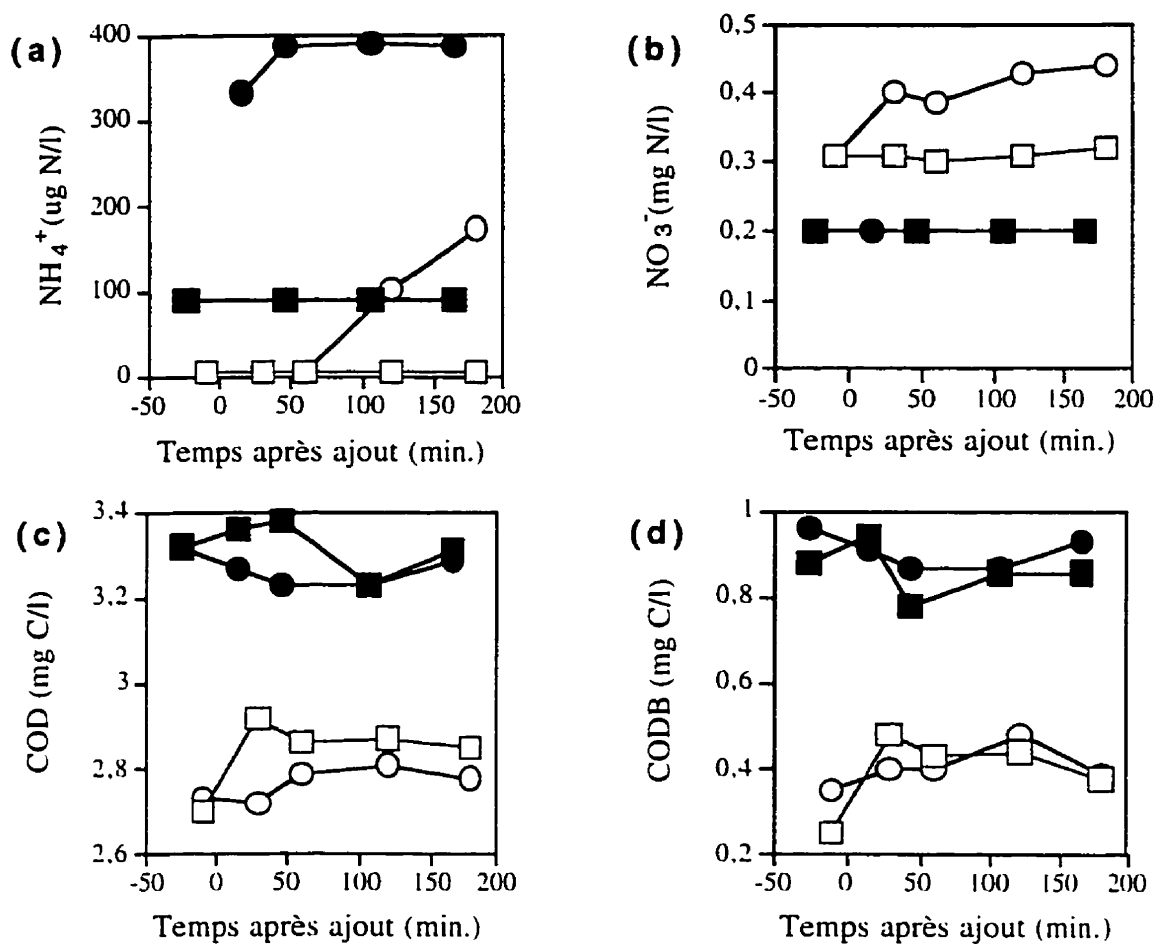 (a)
400
300
200
100
0
NH4+(ug N/l)
-50 0 50 100 150 200
Temps après ajout (min.)
(b)
0,5
0,4
0,3
0,2
0,1
0
NO3-(mg N/l)
-50 0 50 100 150 200
Temps après ajout (min.)
(c)
3,4
3,2
3
2,8
2,6
COD (mg C/l)
-50 0 50 100 150 200
Temps après ajout (min.)
(d)
1
0,8
0,6
0,4
0,2
CODB (mg C/l)
-50 0 50 100 150 200
Temps après ajout (min.)